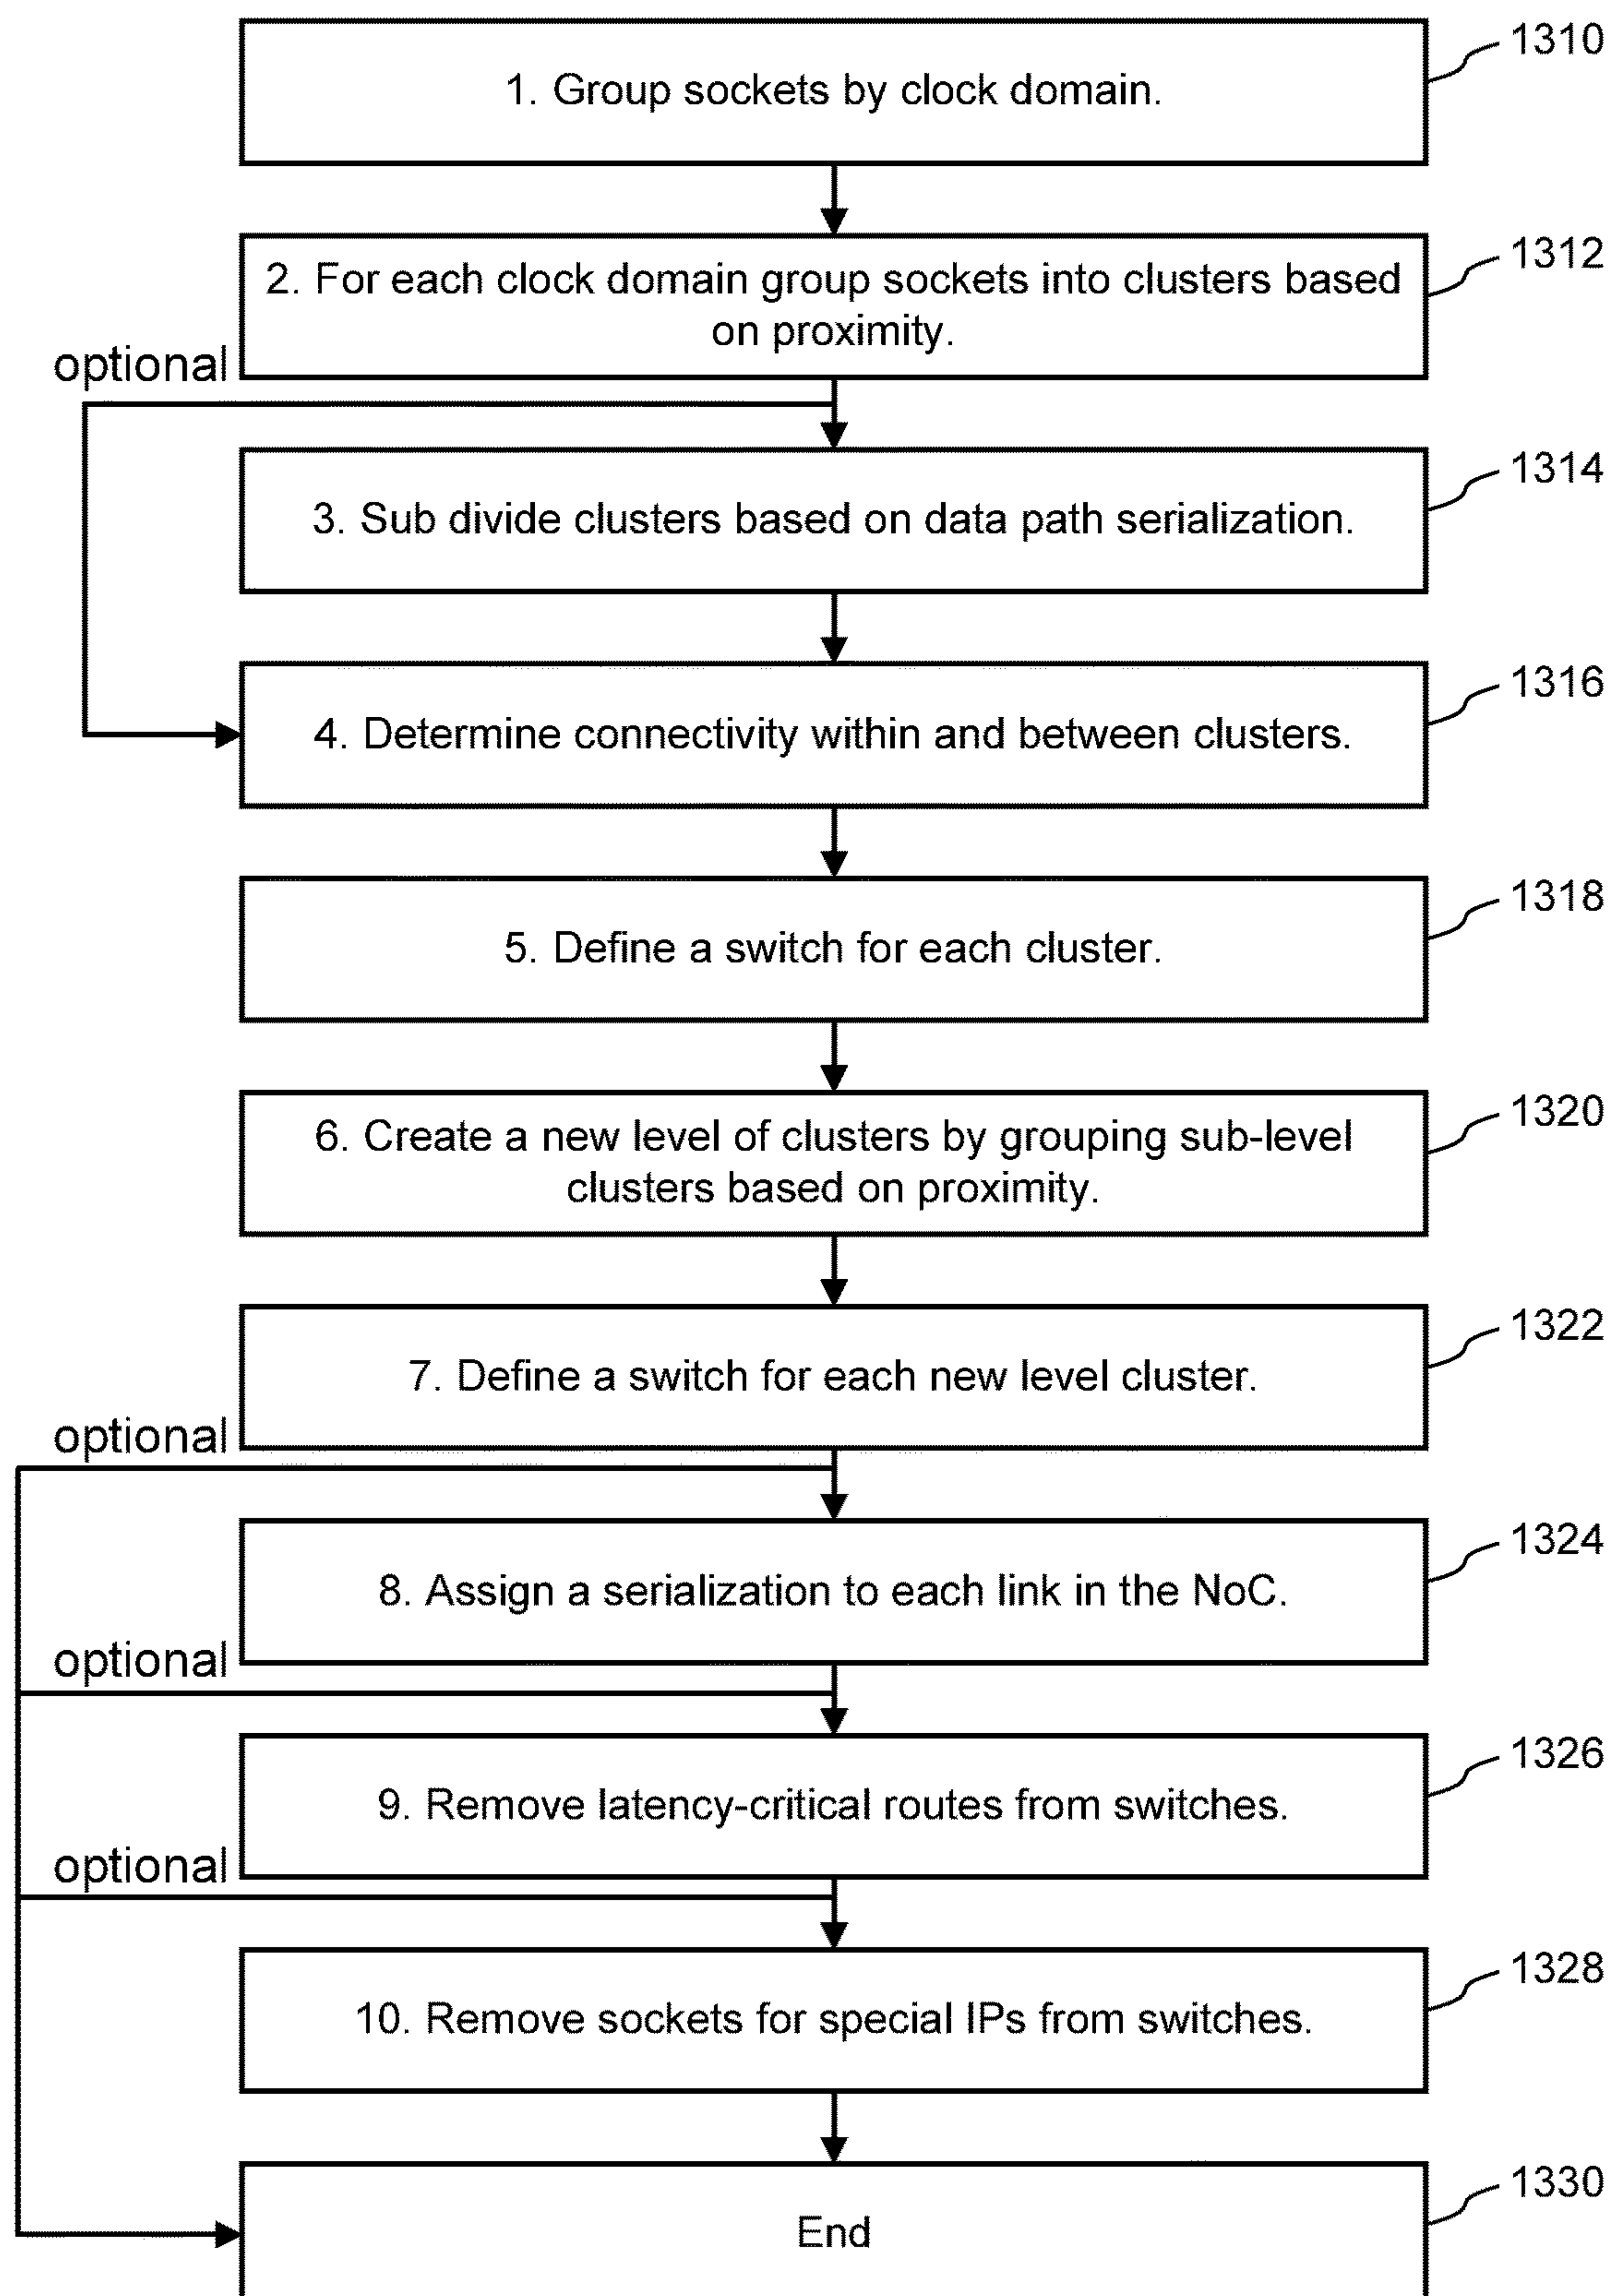 1310
1. Group sockets by clock domain.
1312
2. For each clock domain group sockets into clusters based
on proximity.
optional
1314
3. Sub divide clusters based on data path serialization.
1316
4. Determine connectivity within and between clusters.
1318
5. Define a switch for each cluster.
1320
6. Create a new level of clusters by grouping sub-level
clusters based on proximity.
1322
7. Define a switch for each new level cluster.
optional
1324
8. Assign a serialization to each link in the NoC.
optional
1326
9. Remove latency-critical routes from switches.
optional
1328
10. Remove sockets for special IPs from switches.
1330
End